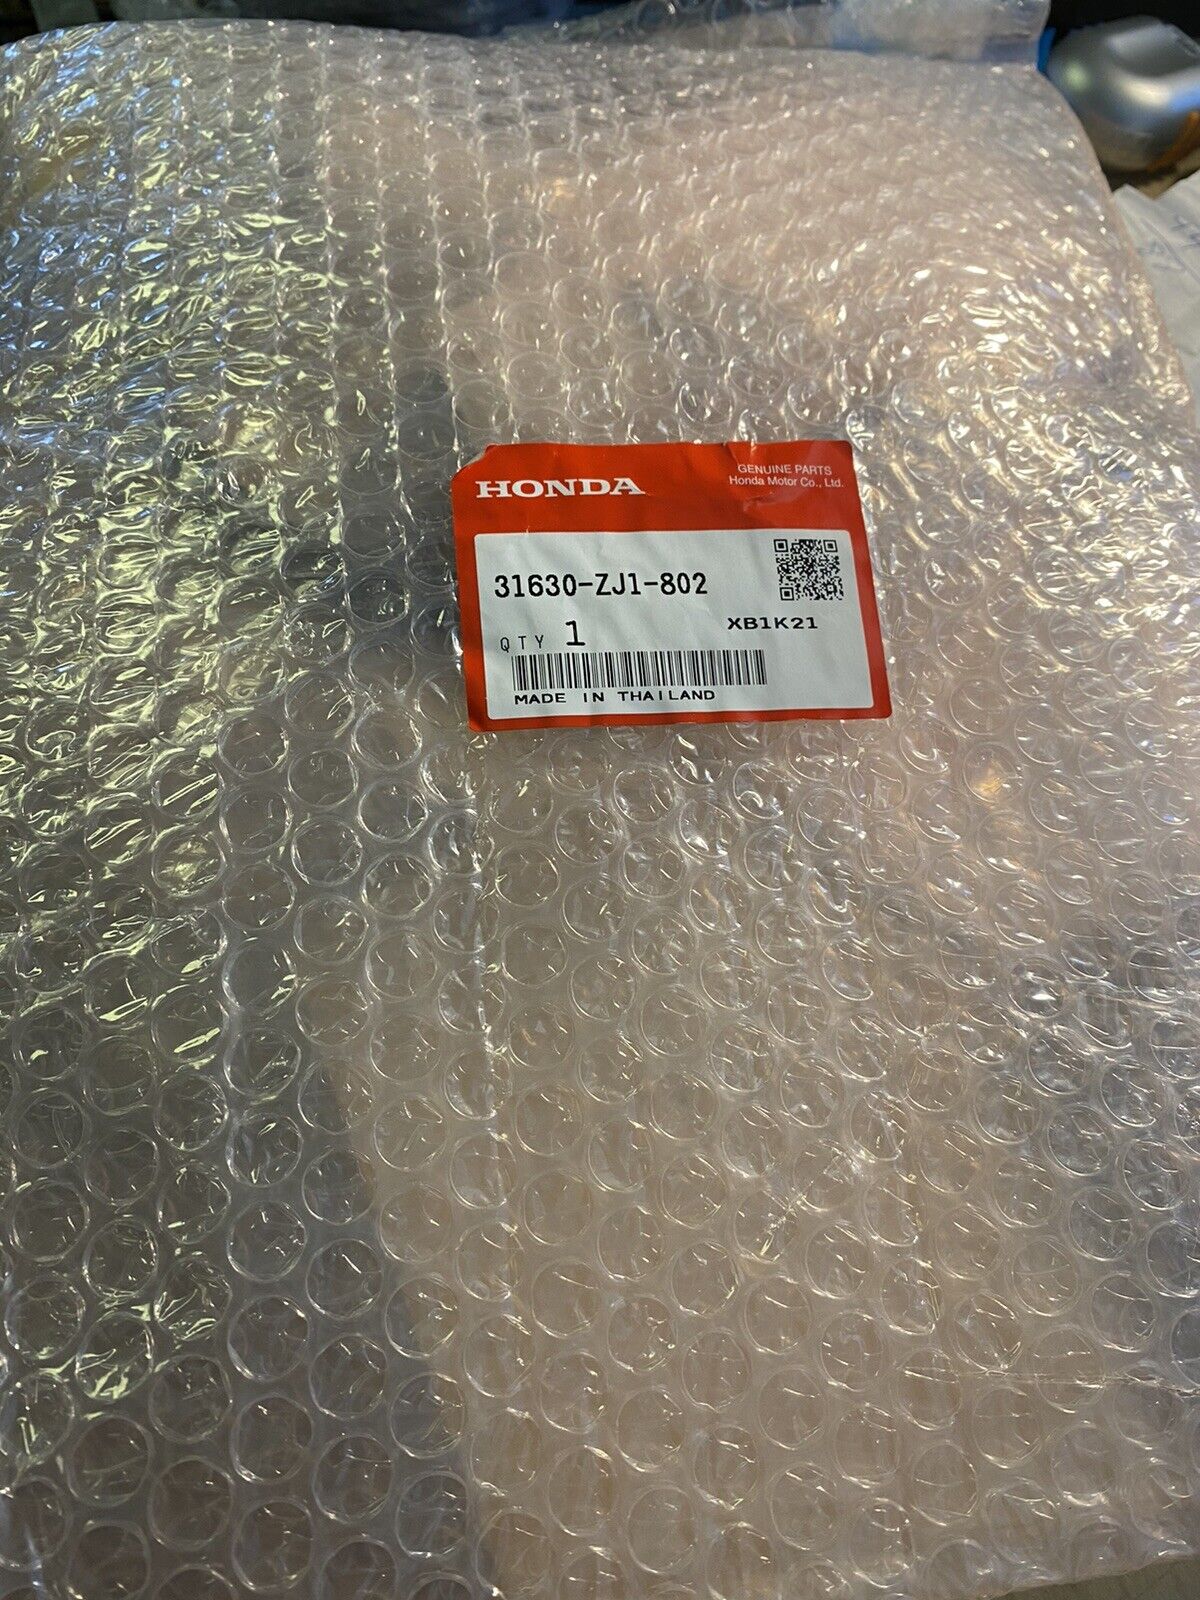 HONDA
GENUINE PARTS
Honda Motor Co., Ltd.
31630-ZJ1-802
XB1K21
QTY 1
MADE IN THAILAND